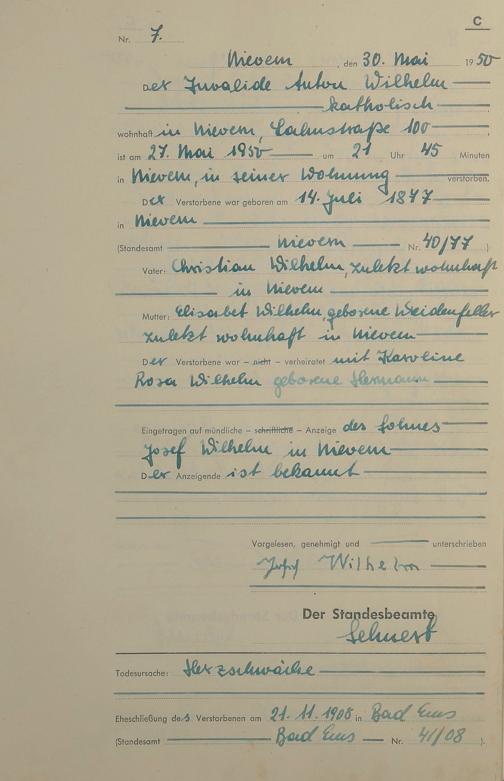 C
Nr. 7.
Nievern, den 30. Mai 1950
Der Invalide Anton Wilhelm
katholisch
wohnhaft in Nievern, Lahnstraße 100,
ist am 27. Mai 1950 um 21 Uhr 45 Minuten
in Nievern, in seiner Wohnung verstorben.
Der Verstorbene war geboren am 14. Juli 1877
in Nievern
(Standesamt Nievern Nr. 40/77)
Vater: Christian Wilhelm, zuletzt wohnhaft
in Nievern
Mutter: Elisabet Wilhelm, geborene Weidenfeller
zuletzt wohnhaft in Nievern
Der Verstorbene war – nicht – verheiratet mit Karoline
Rosa Wilhelm geborene Hermann
Eingetragen auf mündliche – schriftliche – Anzeige des Sohnes
Josef Wilhelm in Nievern
Der Anzeigende ist bekannt
Vorgelesen, genehmigt und unterschrieben
Josef Wilhelm
Der Standesbeamte
Lehnert
Todesursache: Herzschwäche
Eheschließung des Verstorbenen am 21.11.1908 in Bad Ems
(Standesamt Bad Ems Nr. 41/08)